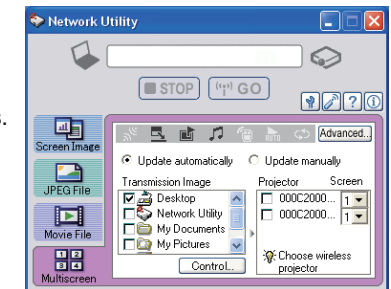 Network Utility
s.
STOP
GO
Screen Image
JPEG File
Movie File
Multiscreen
AUTO
Advanced...
Update automatically
Update manually
Transmission Image
Desktop
Network Utility
My Documents
My Pictures
Control...
Projector Screen
000C2000... 1
000C2000... 1
Choose wireless
projector